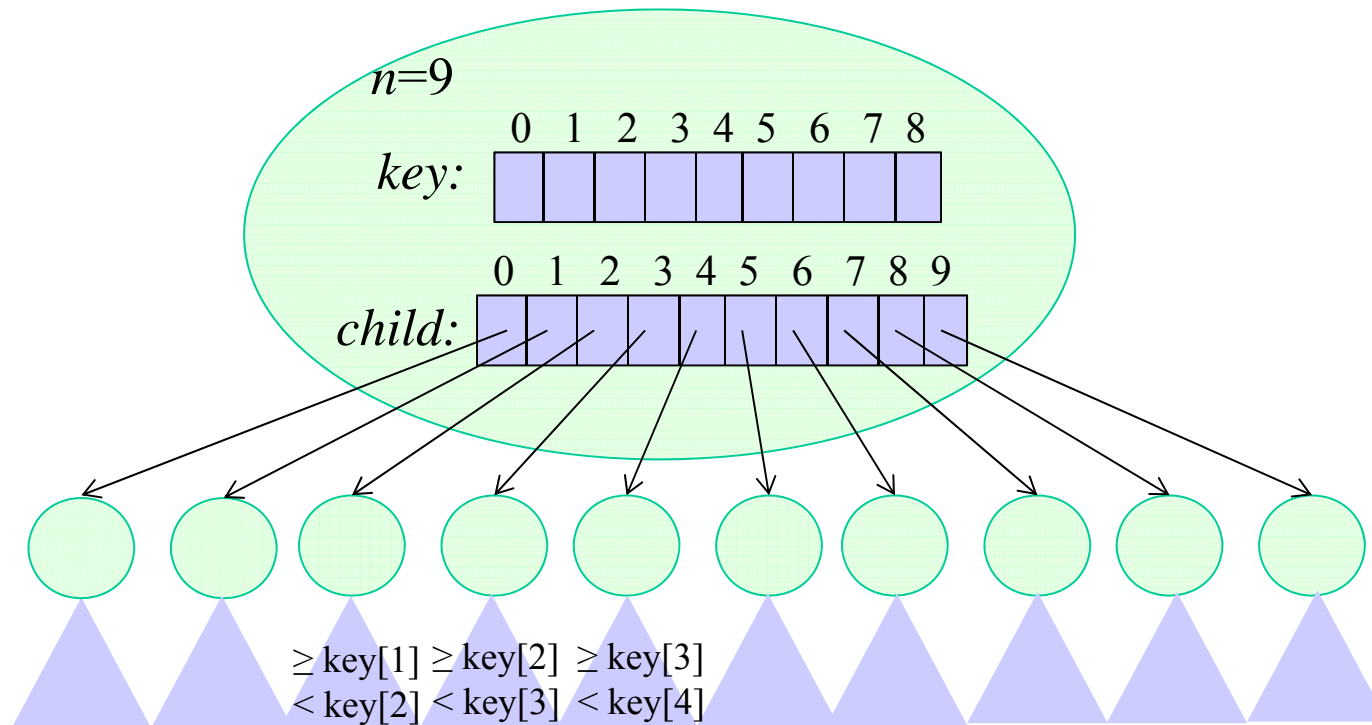 n=9
0 1 2 3 4 5 6 7 8
key:
0 1 2 3 4 5 6 7 8 9
child:
≥ key[1] ≥ key[2] ≥ key[3]
< key[2] < key[3] < key[4]